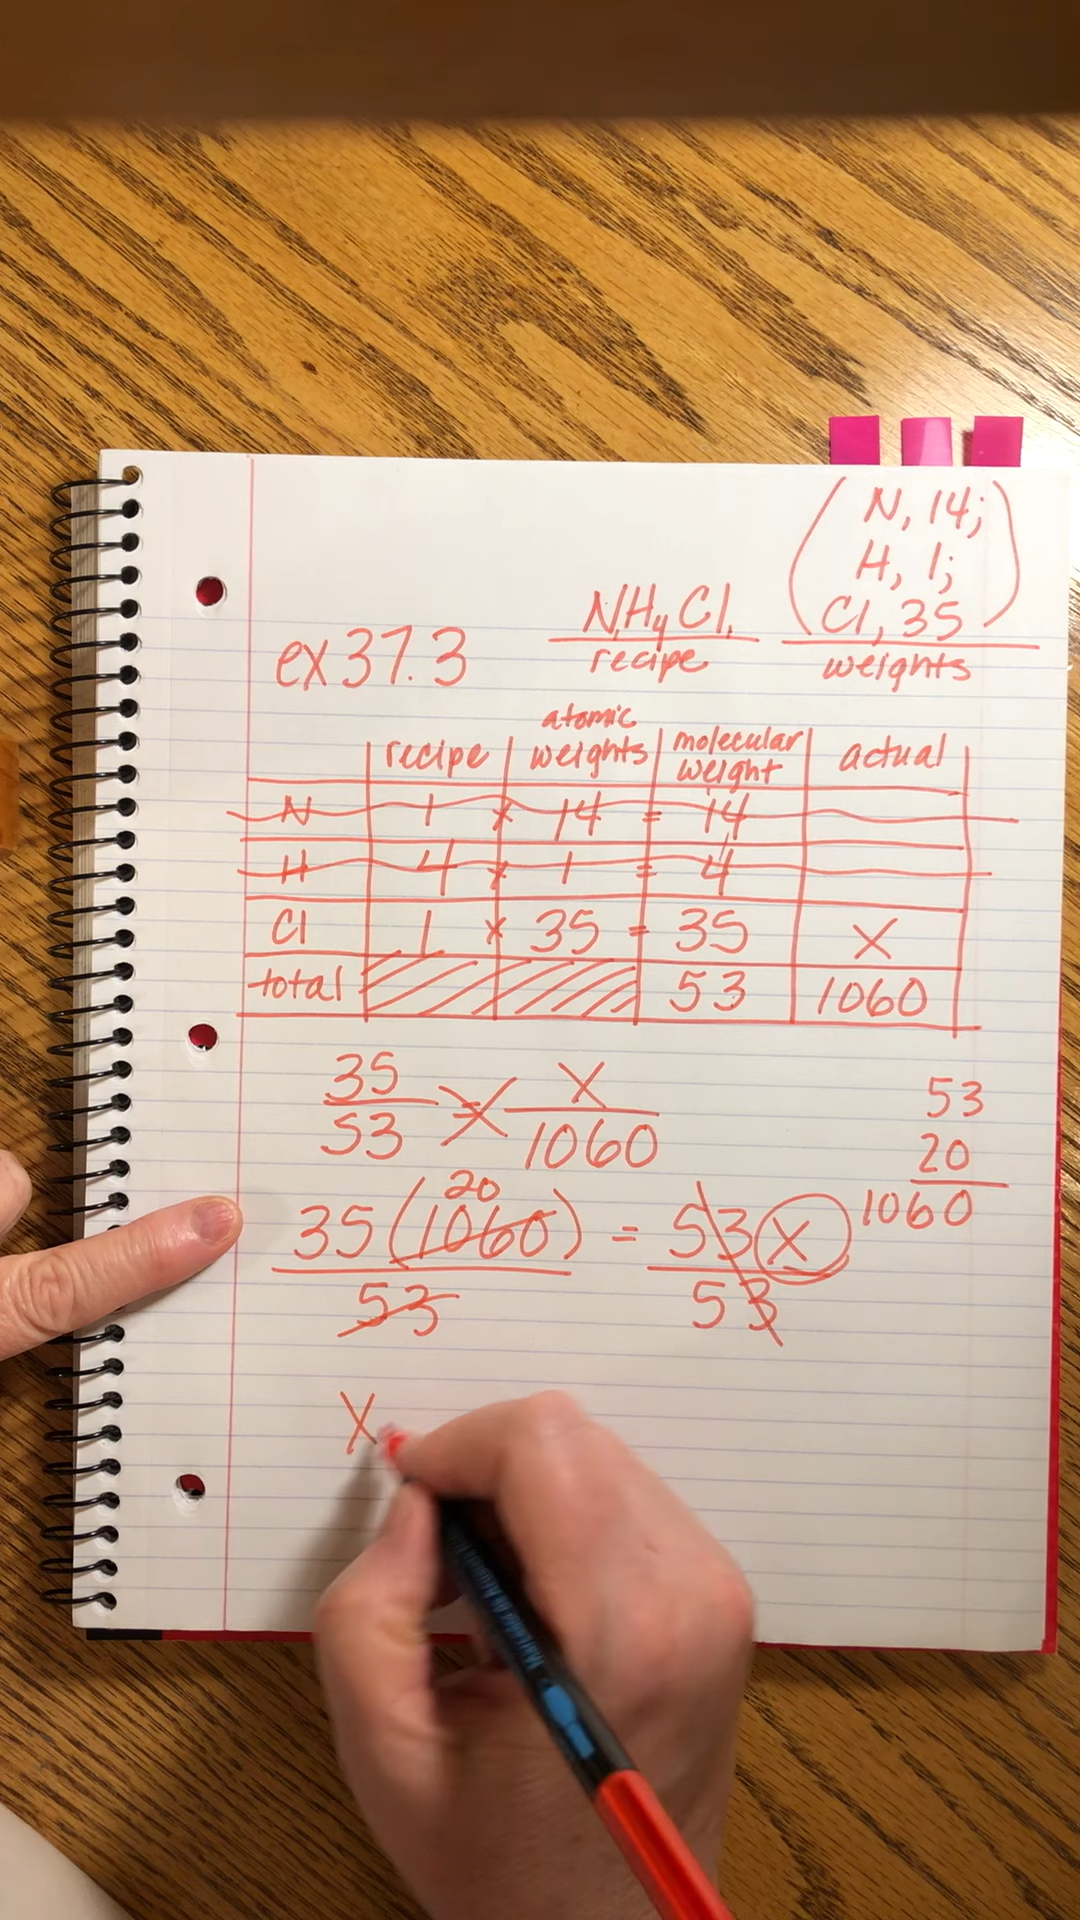 (N, 14;
H, 1;
Cl, 35)
NH4Cl.
ex 37.3
recipe
weights
recipe | atomic weights | molecular weight | actual
N 1 x 14 = 14
H 4 x 1 = 4
Cl 1 x 35 = 35 X
total 53 1060
35/53 = X/1060
53
20
1060
20
35(1060) = 53(x)
53 53
X